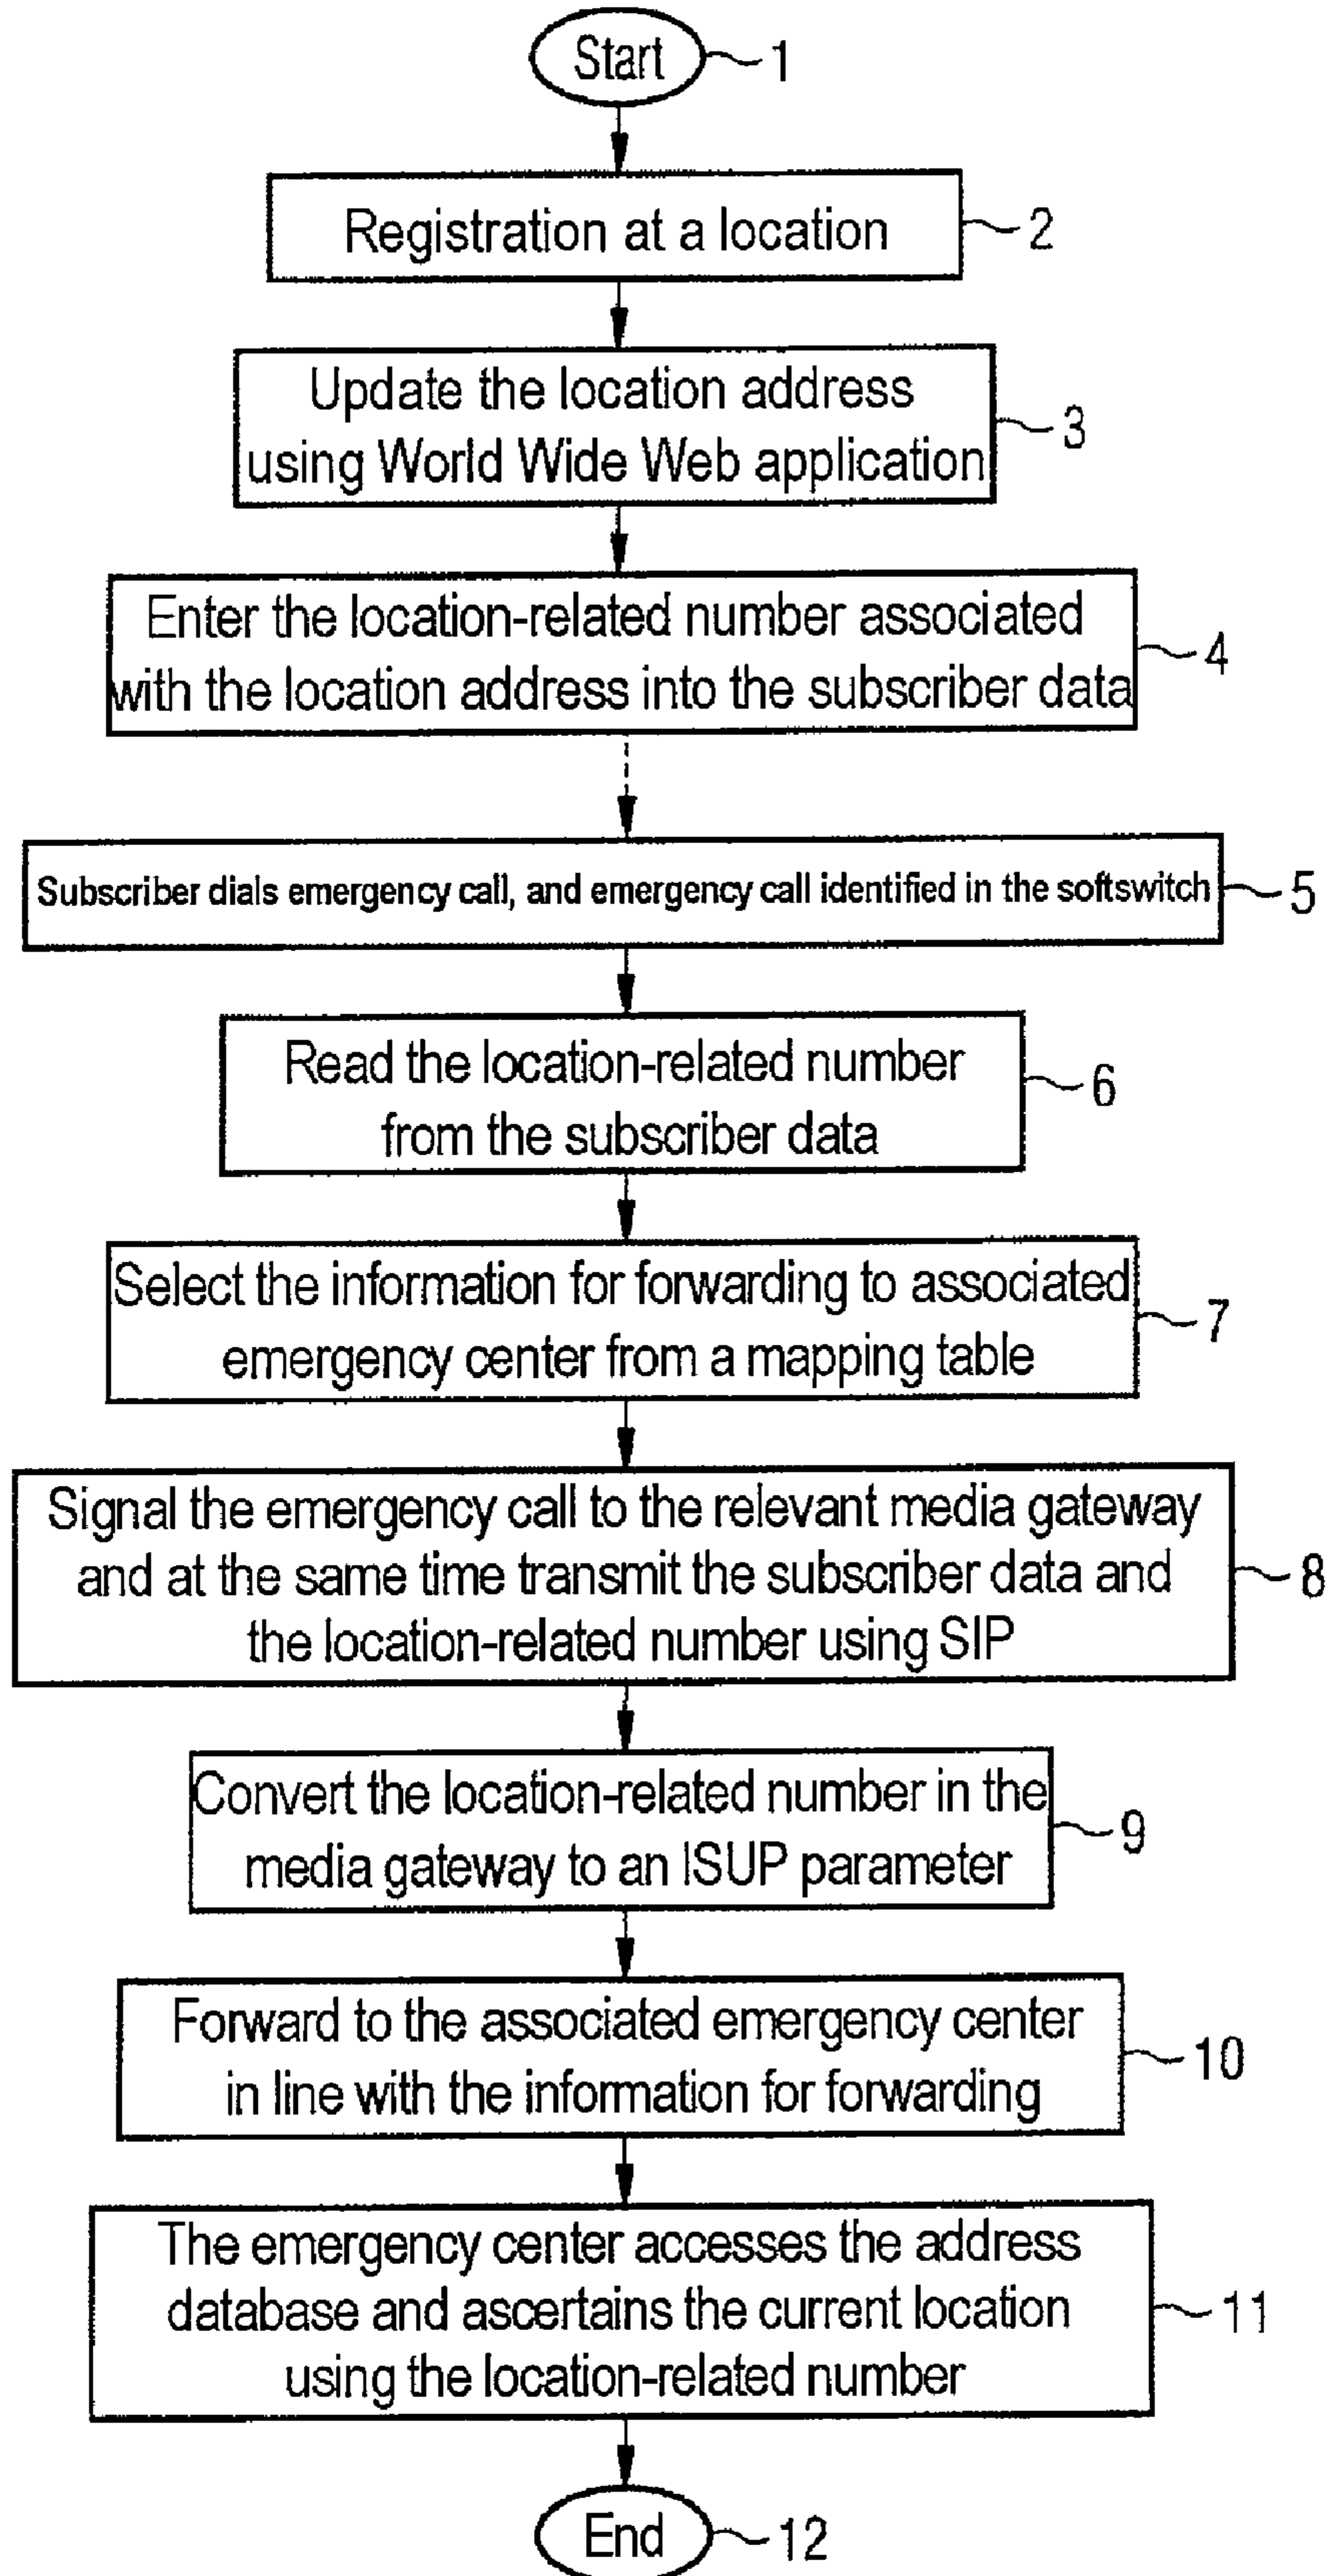 Start
1
Registration at a location
2
Update the location address
using World Wide Web application
3
Enter the location-related number associated
with the location address into the subscriber data
4
Subscriber dials emergency call, and emergency call identified in the softswitch
5
Read the location-related number
from the subscriber data
6
Select the information for forwarding to associated
emergency center from a mapping table
7
Signal the emergency call to the relevant media gateway
and at the same time transmit the subscriber data and
the location-related number using SIP
8
Convert the location-related number in the
media gateway to an ISUP parameter
9
Forward to the associated emergency center
in line with the information for forwarding
10
The emergency center accesses the address
database and ascertains the current location
using the location-related number
11
End
12